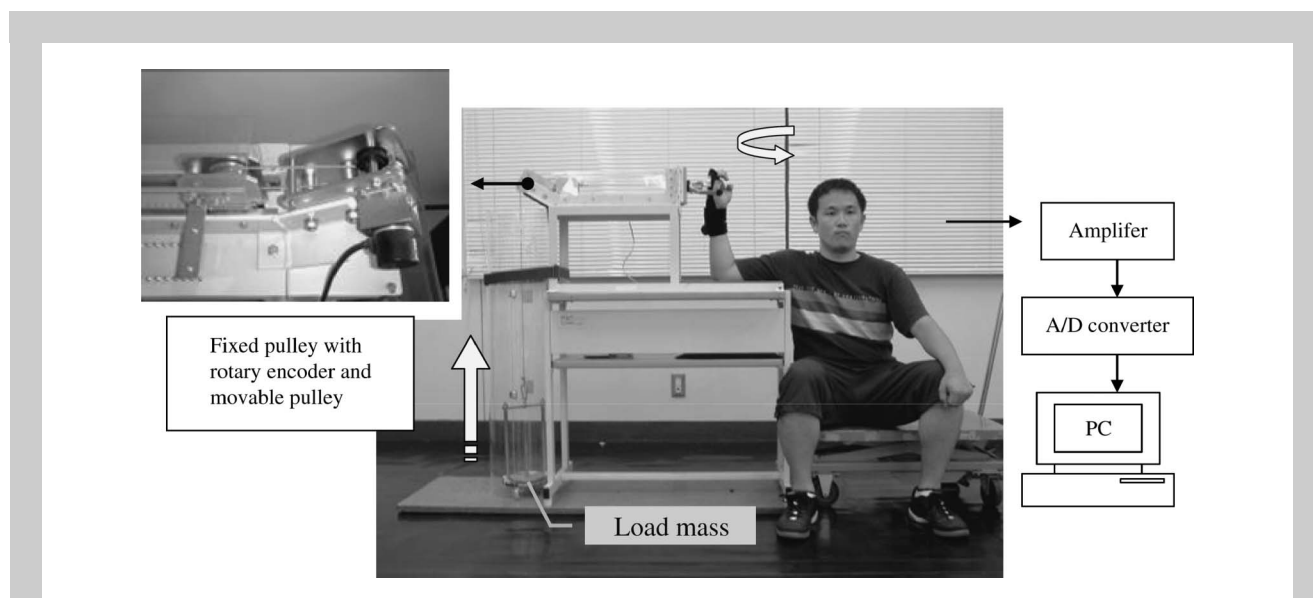 Fixed pulley with
rotary encoder and
movable pulley
Load mass
Amplifer
A/D converter
PC